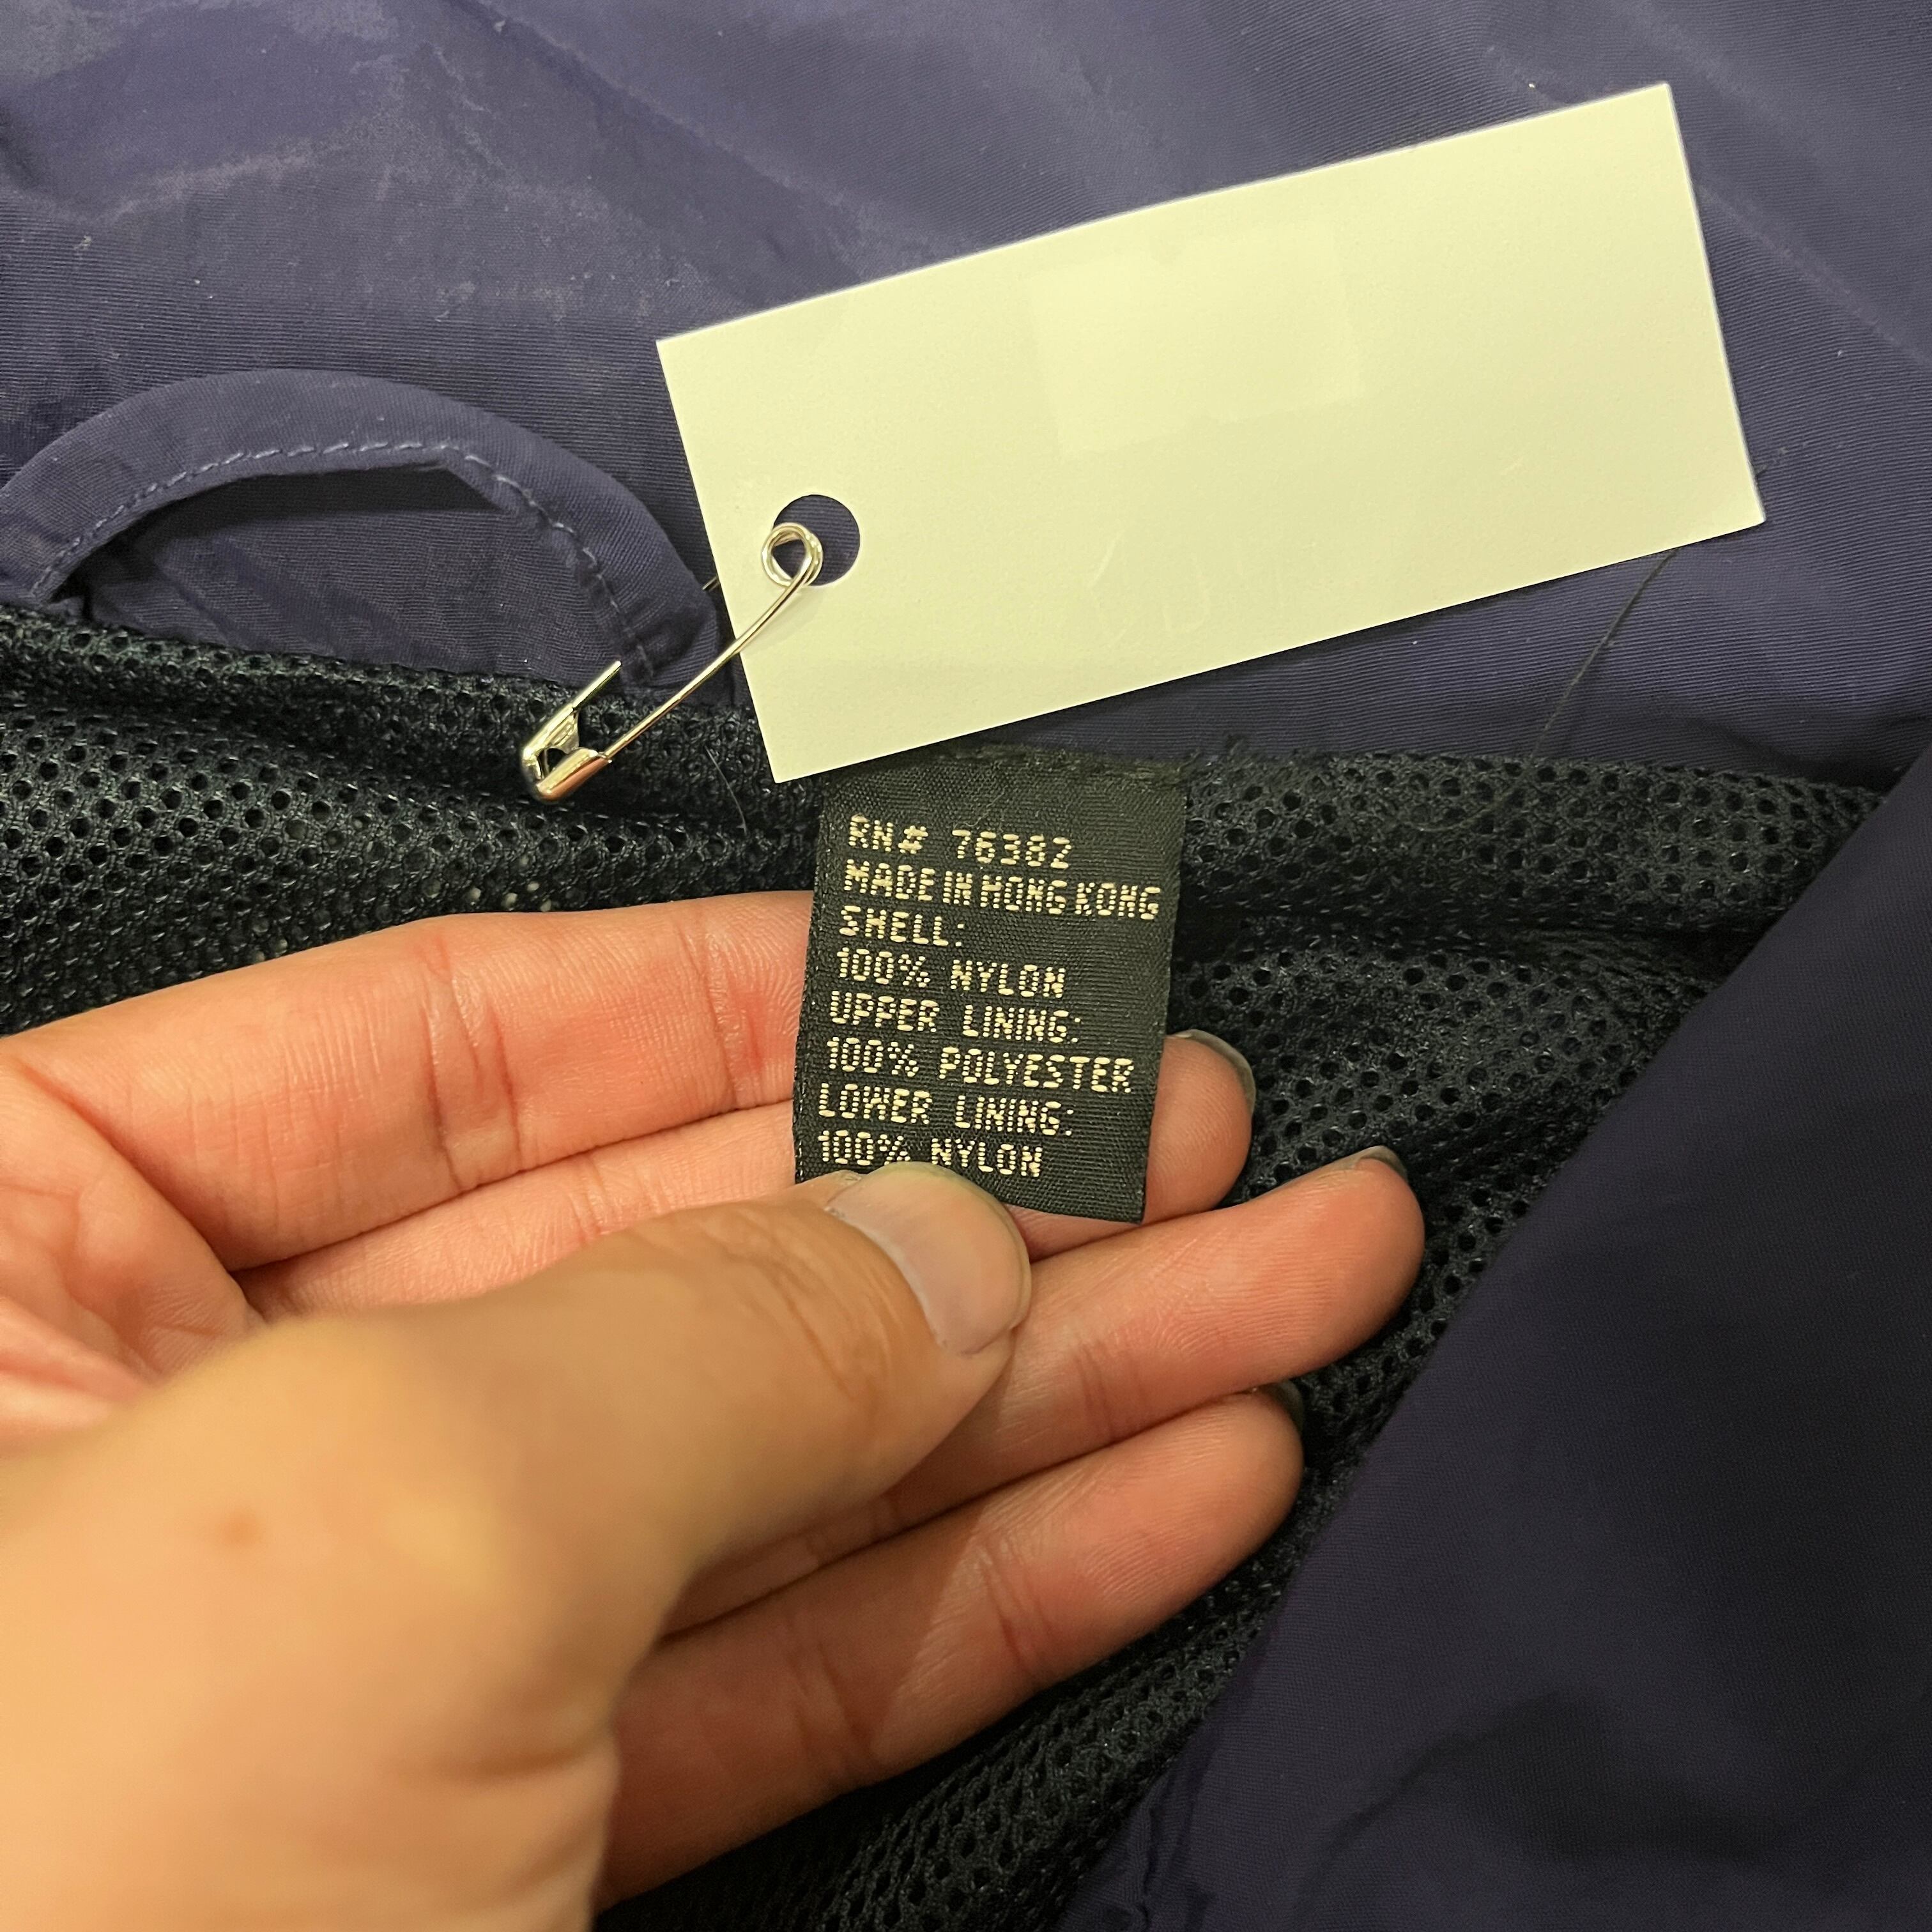 RN# 76382
MADE IN HONG KONG
SHELL:
100% NYLON
UPPER LINING:
100% POLYESTER
LOWER LINING:
100% NYLON